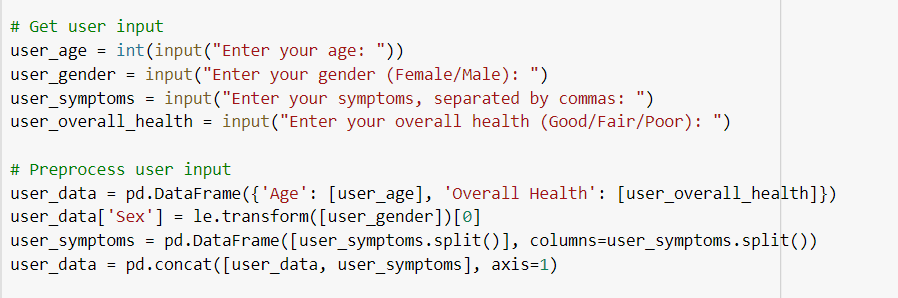 # Get user input
user_age = int(input("Enter your age: "))
user_gender = input("Enter your gender (Female/Male): ")
user_symptoms = input("Enter your symptoms, separated by commas: ")
user_overall_health = input("Enter your overall health (Good/Fair/Poor): ")
# Preprocess user input
user_data = pd.DataFrame({'Age': [user_age], 'Overall Health': [user_overall_health]})
user_data['Sex'] = le.transform([user_gender])[0]
user_symptoms = pd.DataFrame([user_symptoms.split()], columns=user_symptoms.split())
user_data = pd.concat([user_data, user_symptoms], axis=1)